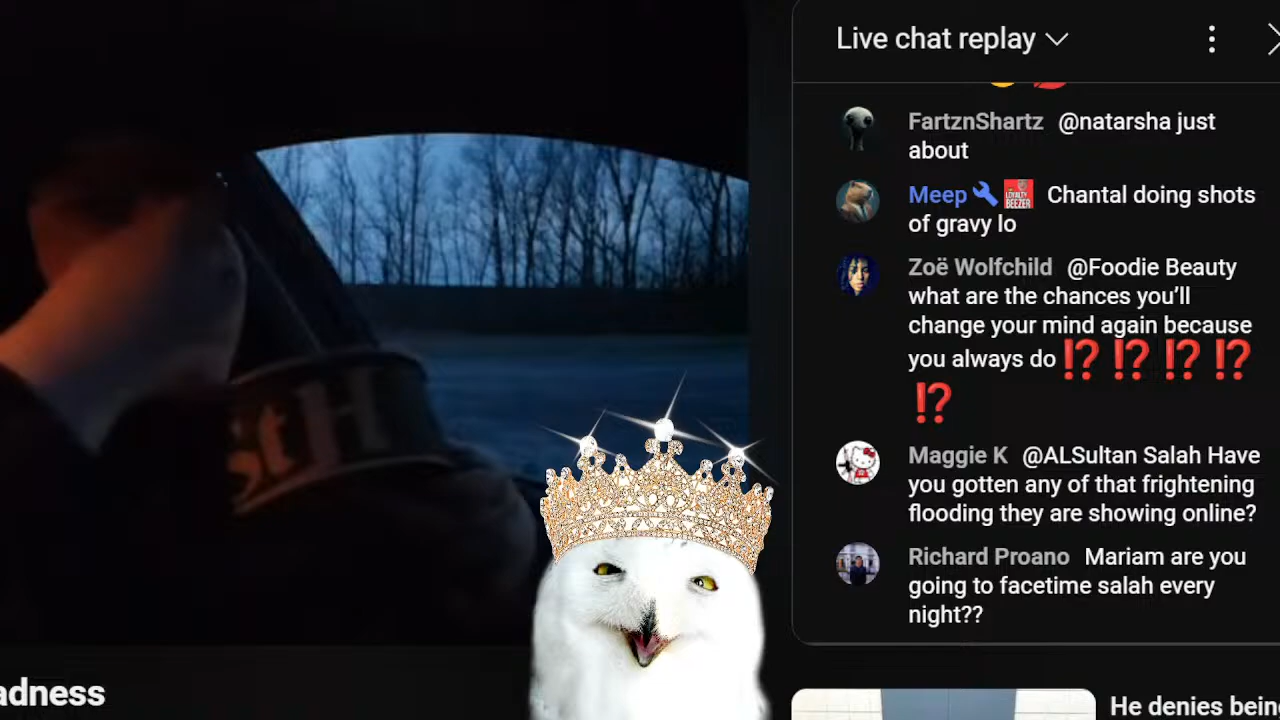 Live chat replay
FartznShartz @natarsha just
about
Meep Chantal doing shots
of gravy lo
Zoë Wolfchild @Foodie Beauty
what are the chances you’ll
change your mind again because
you always do⁉️⁉️⁉️⁉️
⁉️
Maggie K @ALSultan Salah Have
you gotten any of that frightening
flooding they are showing online?
Richard Proano Mariam are you
going to facetime salah every
night??
stH
adness
He denies bein